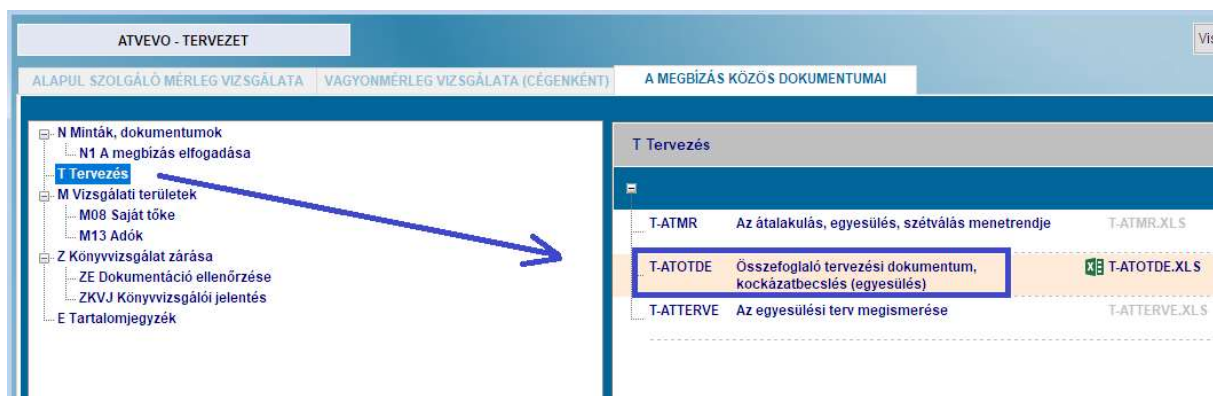 ATVEVO - TERVEZET
ALAPUL SZOLGÁLÓ MÉRLEG VIZSGÁLATA
VAGYONMÉRLEG VIZSGÁLATA (CÉGENKÉNT)
A MEGBÍZÁS KÖZÖS DOKUMENTUMAI
N Minták, dokumentumok
N1 A megbízás elfogadása
T Tervezés
M Vizsgálati területek
M08 Saját tőke
M13 Adók
Z Könyvvizsgálat zárása
ZE Dokumentáció ellenőrzése
ZKVJ Könyvvizsgálói jelentés
E Tartalomjegyzék
T Tervezés
T-ATMR Az átalakulás, egyesülés, szétválás menetrendje T-ATMR.XLS
T-ATOTDE Összefoglaló tervezési dokumentum, T-ATOTDE.XLS
kockázatbecslés (egyesülés)
T-ATTERVE Az egyesülési terv megismerése T-ATTERVE.XLS